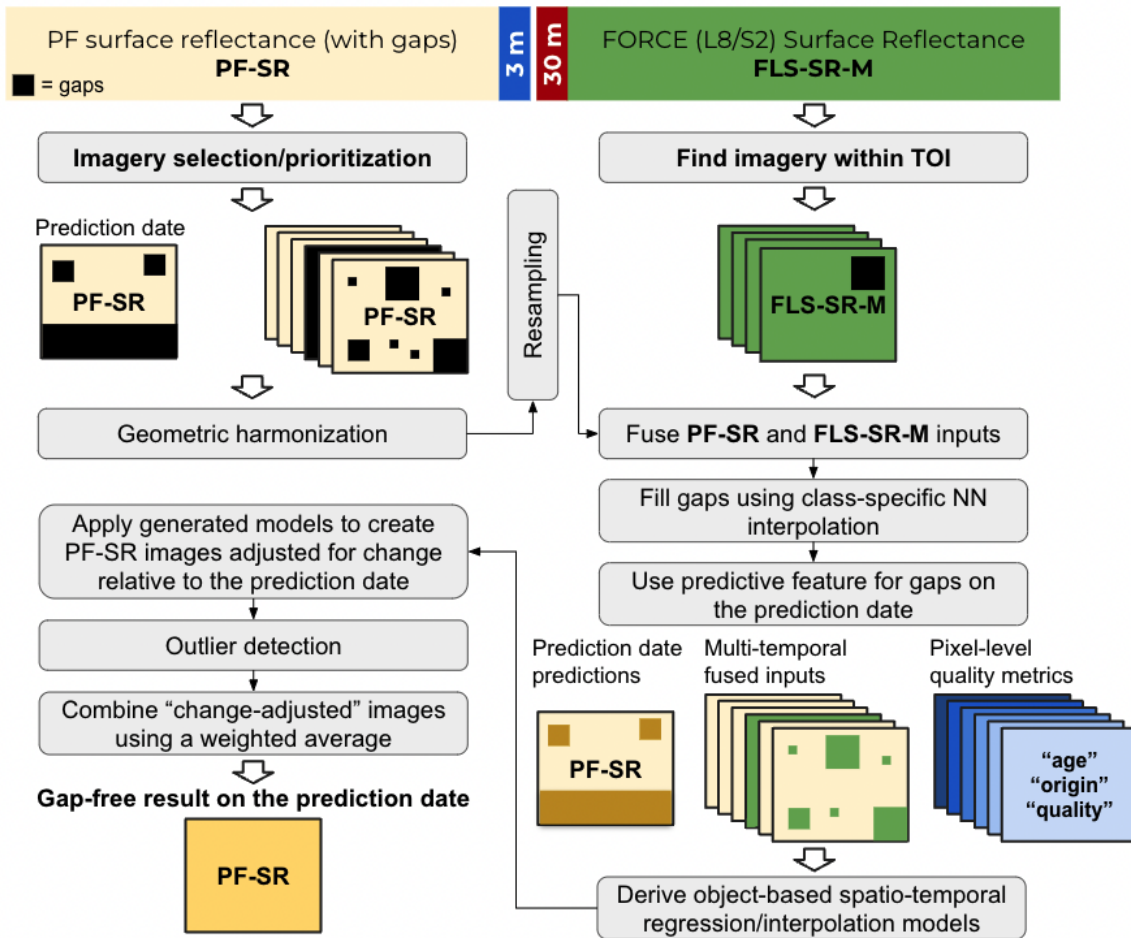 PF surface reflectance (with gaps)
PF-SR
= gaps
3 m
30 m
FORCE (L8/S2) Surface Reflectance
FLS-SR-M
Imagery selection/prioritization
Find imagery within TOI
Prediction date
PF-SR
PF-SR
Resampling
FLS-SR-M
Geometric harmonization
Fuse PF-SR and FLS-SR-M inputs
Fill gaps using class-specific NN
interpolation
Use predictive feature for gaps on
the prediction date
Prediction date
predictions
Multi-temporal
fused inputs
Pixel-level
quality metrics
PF-SR
“age”
“origin”
“quality”
Derive object-based spatio-temporal
regression/interpolation models
Apply generated models to create
PF-SR images adjusted for change
relative to the prediction date
Outlier detection
Combine “change-adjusted” images
using a weighted average
Gap-free result on the prediction date
PF-SR